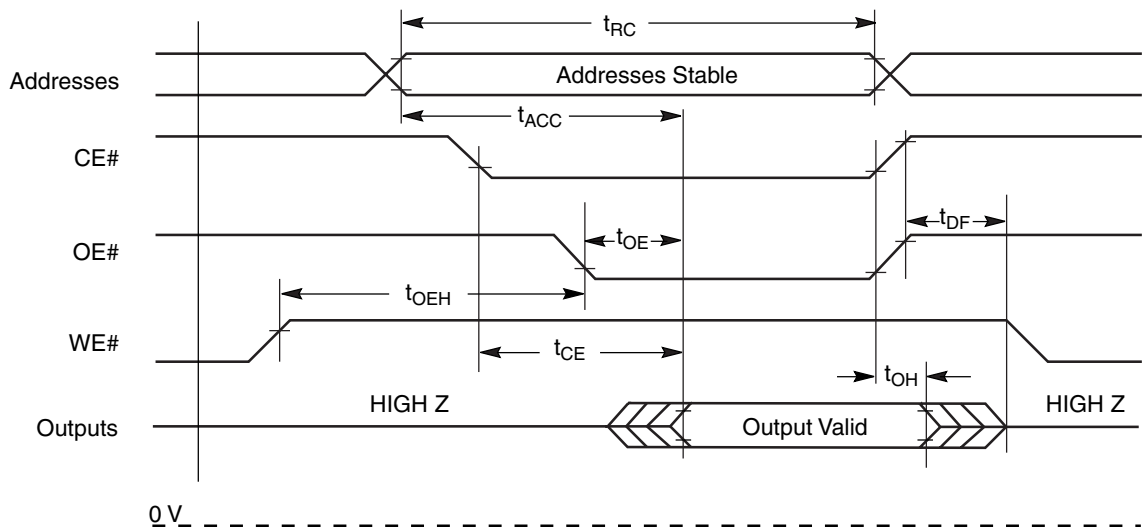 tRC
Addresses
Addresses Stable
tACC
CE#
tDF
OE#
tOE
tOEH
WE#
tCE
tOH
HIGH Z
HIGH Z
Outputs
Output Valid
0 V